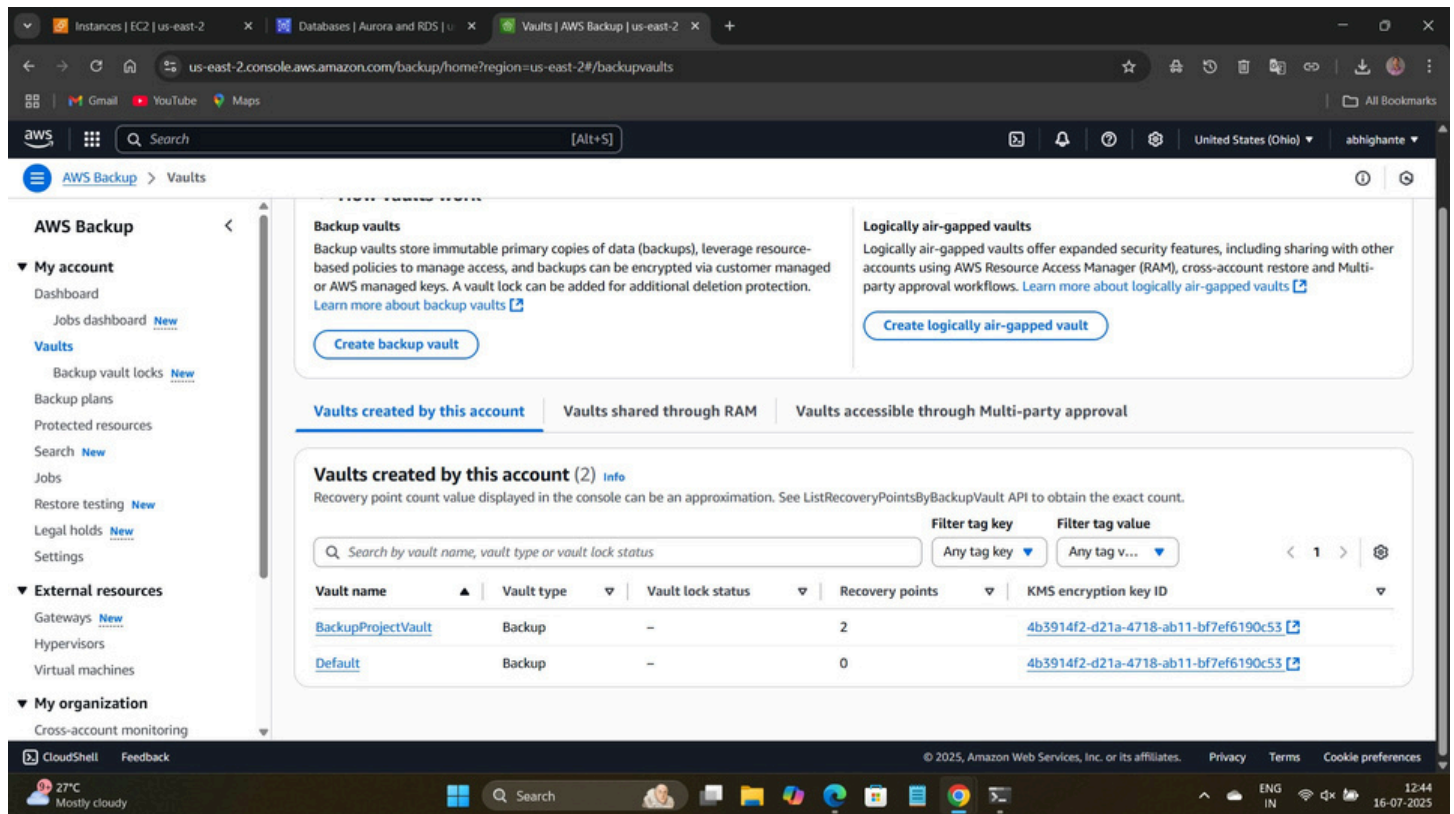 Instances | EC2 | us-east-2
Databases | Aurora and RDS | u
Vaults | AWS Backup | us-east-2
us-east-2.console.aws.amazon.com/backup/home?region=us-east-2#/backupvaults
Gmail
YouTube
Maps
All Bookmarks
aws
Search
[Alt+S]
United States (Ohio)
abhighante
AWS Backup > Vaults
AWS Backup
My account
Dashboard
Jobs dashboard New
Vaults
Backup vault locks New
Backup plans
Protected resources
Search New
Jobs
Restore testing New
Legal holds New
Settings
External resources
Gateways New
Hypervisors
Virtual machines
My organization
Cross-account monitoring
How vaults work
Backup vaults
Backup vaults store immutable primary copies of data (backups), leverage resource-
based policies to manage access, and backups can be encrypted via customer managed
or AWS managed keys. A vault lock can be added for additional deletion protection.
Learn more about backup vaults
Create backup vault
Logically air-gapped vaults
Logically air-gapped vaults offer expanded security features, including sharing with other
accounts using AWS Resource Access Manager (RAM), cross-account restore and Multi-
party approval workflows. Learn more about logically air-gapped vaults
Create logically air-gapped vault
Vaults created by this account
Vaults shared through RAM
Vaults accessible through Multi-party approval
Vaults created by this account (2) Info
Recovery point count value displayed in the console can be an approximation. See ListRecoveryPointsByBackupVault API to obtain the exact count.
Filter tag key
Filter tag value
Search by vault name, vault type or vault lock status
Any tag key
Any tag v...
1
Vault name Vault type Vault lock status Recovery points KMS encryption key ID
BackupProjectVault Backup – 2 4b3914f2-d21a-4718-ab11-bf7ef6190c53
Default Backup – 0 4b3914f2-d21a-4718-ab11-bf7ef6190c53
CloudShell Feedback
© 2025, Amazon Web Services, Inc. or its affiliates. Privacy Terms Cookie preferences
9+
27°C
Mostly cloudy
Search
ENG
IN
12:44
16-07-2025